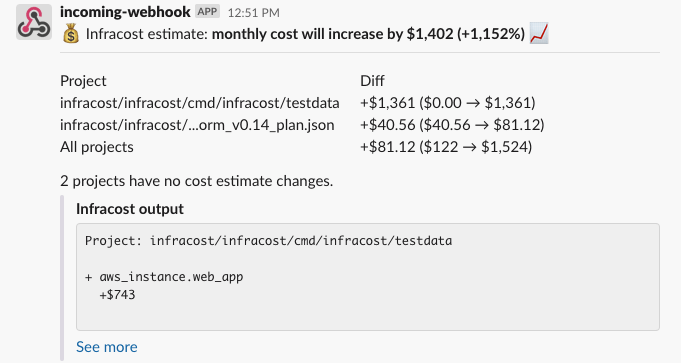 incoming-webhook APP 12:51 PM
💰 Infracost estimate: monthly cost will increase by $1,402 (+1,152%) 📈
Project Diff
infracost/infracost/cmd/infracost/testdata +$1,361 ($0.00 → $1,361)
infracost/infracost/...orm_v0.14_plan.json +$40.56 ($40.56 → $81.12)
All projects +$81.12 ($122 → $1,524)
2 projects have no cost estimate changes.
Infracost output
Project: infracost/infracost/cmd/infracost/testdata
+ aws_instance.web_app
+$743
See more